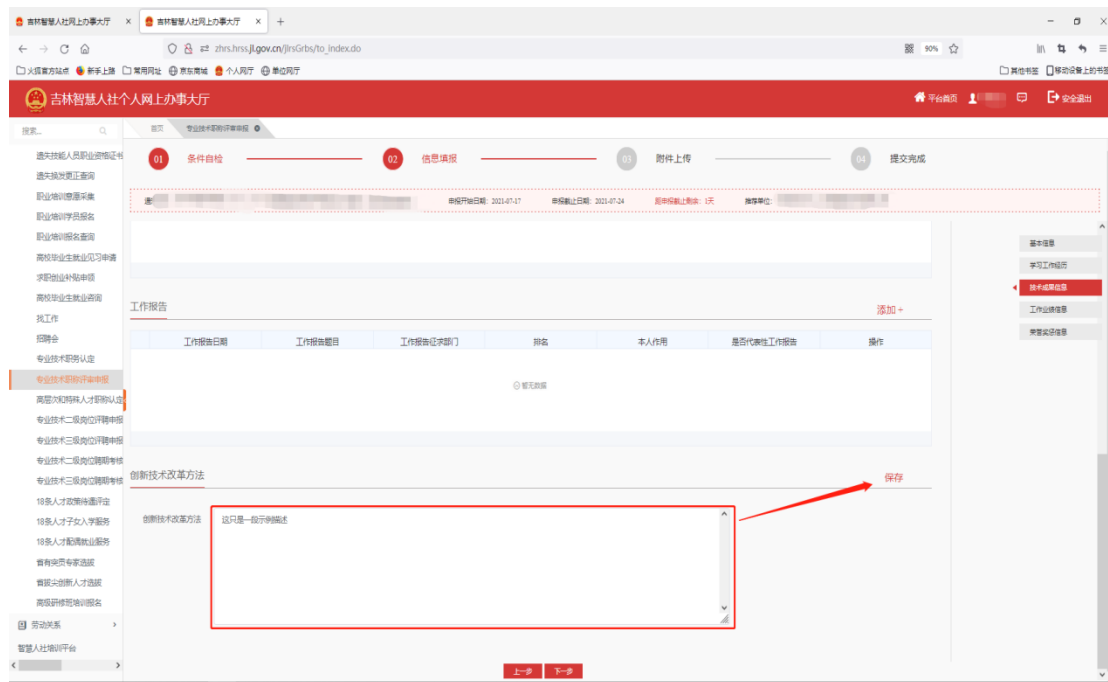 吉林智慧人社网上办事大厅
吉林智慧人社网上办事大厅
zhrs.hrss.jl.gov.cn/jlrsGrbs/to_index.do
90%
火狐官方站点 新手上路 常用网址 京东商城 个人网厅 单位网厅
其他书签 移动设备上的书签
吉林智慧人社个人网上办事大厅
平台首页
安全退出
搜索...
首页
专业技术职称评审申报
遗失技能人员职业资格证书
遗失换发更正查询
职业培训意愿采集
职业培训学员报名
职业培训报名查询
高校毕业生就业见习申请
求职创业补贴申领
高校毕业生就业咨询
找工作
招聘会
专业技术职务认定
专业技术职称评审申报
高层次和特殊人才职称认定
专业技术二级岗位评聘申报
专业技术三级岗位评聘申报
专业技术二级岗位聘期考核
专业技术三级岗位聘期考核
18条人才政策待遇评定
18条人才子女入学服务
18条人才配偶就业服务
省有突贡专家选拔
省拔尖创新人才选拔
高级研修班培训报名
劳动关系
智慧人社培训平台
01 条件自检
02 信息填报
03 附件上传
04 提交完成
申报开始日期：2021-07-17
申报截止日期：2021-07-24
距申报截止剩余：1天
推荐单位：
基本信息
学习工作经历
技术成果信息
工作业绩信息
荣誉奖惩信息
工作报告
添加 +
工作报告日期 工作报告题目 工作报告征求部门 排名 本人作用 是否代表性工作报告 操作
暂无数据
创新技术改革方法
保存
创新技术改革方法
这只是一段示例描述
上一步 下一步